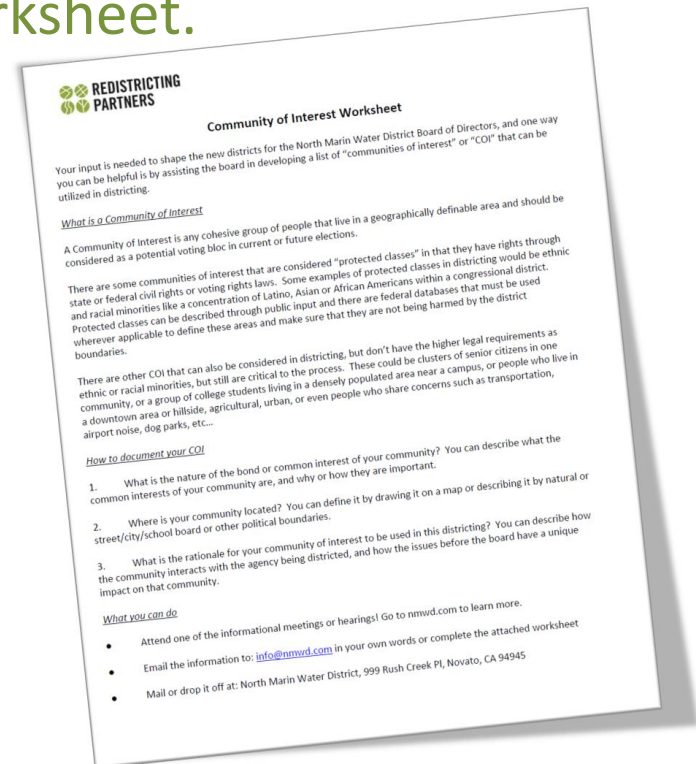 rksheet.
REDISTRICTING
PARTNERS
Community of Interest Worksheet
Your input is needed to shape the new districts for the North Marin Water District Board of Directors, and one way
you can be helpful is by assisting the board in developing a list of “communities of interest” or “COI” that can be
utilized in districting.
What is a Community of Interest
A Community of Interest is any cohesive group of people that live in a geographically definable area and should be
considered as a potential voting bloc in current or future elections.
There are some communities of interest that are considered “protected classes” in that they have rights through
state or federal civil rights or voting rights laws. Some examples of protected classes in districting would be ethnic
and racial minorities like a concentration of Latino, Asian or African Americans within a congressional district.
Protected classes can be described through public input and there are federal databases that must be used
wherever applicable to define these areas and make sure that they are not being harmed by the district
boundaries.
There are other COI that can also be considered in districting, but don’t have the higher legal requirements as
ethnic or racial minorities, but still are critical to the process. These could be clusters of senior citizens in one
community, or a group of college students living in a densely populated area near a campus, or people who live in
a downtown area or hillside, agricultural, urban, or even people who share concerns such as transportation,
airport noise, dog parks, etc...
How to document your COI
1. What is the nature of the bond or common interest of your community? You can describe what the
common interests of your community are, and why or how they are important.
2. Where is your community located? You can define it by drawing it on a map or describing it by natural or
street/city/school board or other political boundaries.
3. What is the rationale for your community of interest to be used in this districting? You can describe how
the community interacts with the agency being districted, and how the issues before the board have a unique
impact on that community.
What you can do
• Attend one of the informational meetings or hearings! Go to nmwd.com to learn more.
• Email the information to: info@nmwd.com in your own words or complete the attached worksheet
• Mail or drop it off at: North Marin Water District, 999 Rush Creek Pl, Novato, CA 94945